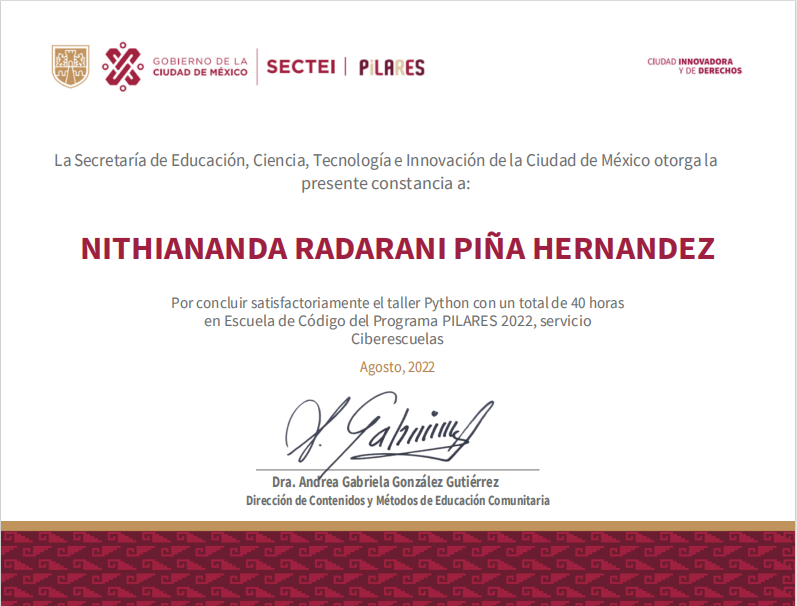 GOBIERNO DE LA
CIUDAD DE MÉXICO
SECTEI
PiLARES
CIUDAD INNOVADORA
Y DE DERECHOS
La Secretaría de Educación, Ciencia, Tecnología e Innovación de la Ciudad de México otorga la
presente constancia a:
NITHIANANDA RADARANI PIÑA HERNANDEZ
Por concluir satisfactoriamente el taller Python con un total de 40 horas
en Escuela de Código del Programa PILARES 2022, servicio
Ciberescuelas
Agosto, 2022
Dra. Andrea Gabriela González Gutiérrez
Dirección de Contenidos y Métodos de Educación Comunitaria